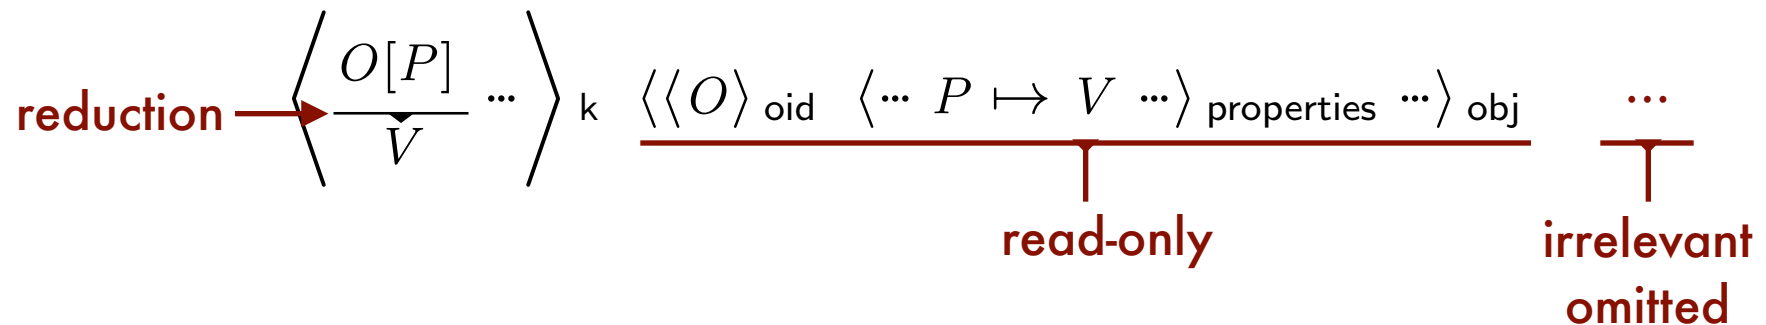 reduction
⟨ O[P] ··· ⟩ k ⟨⟨O⟩ oid ⟨··· P ↦ V ···⟩ properties ···⟩ obj ···
V
read-only
irrelevant
omitted